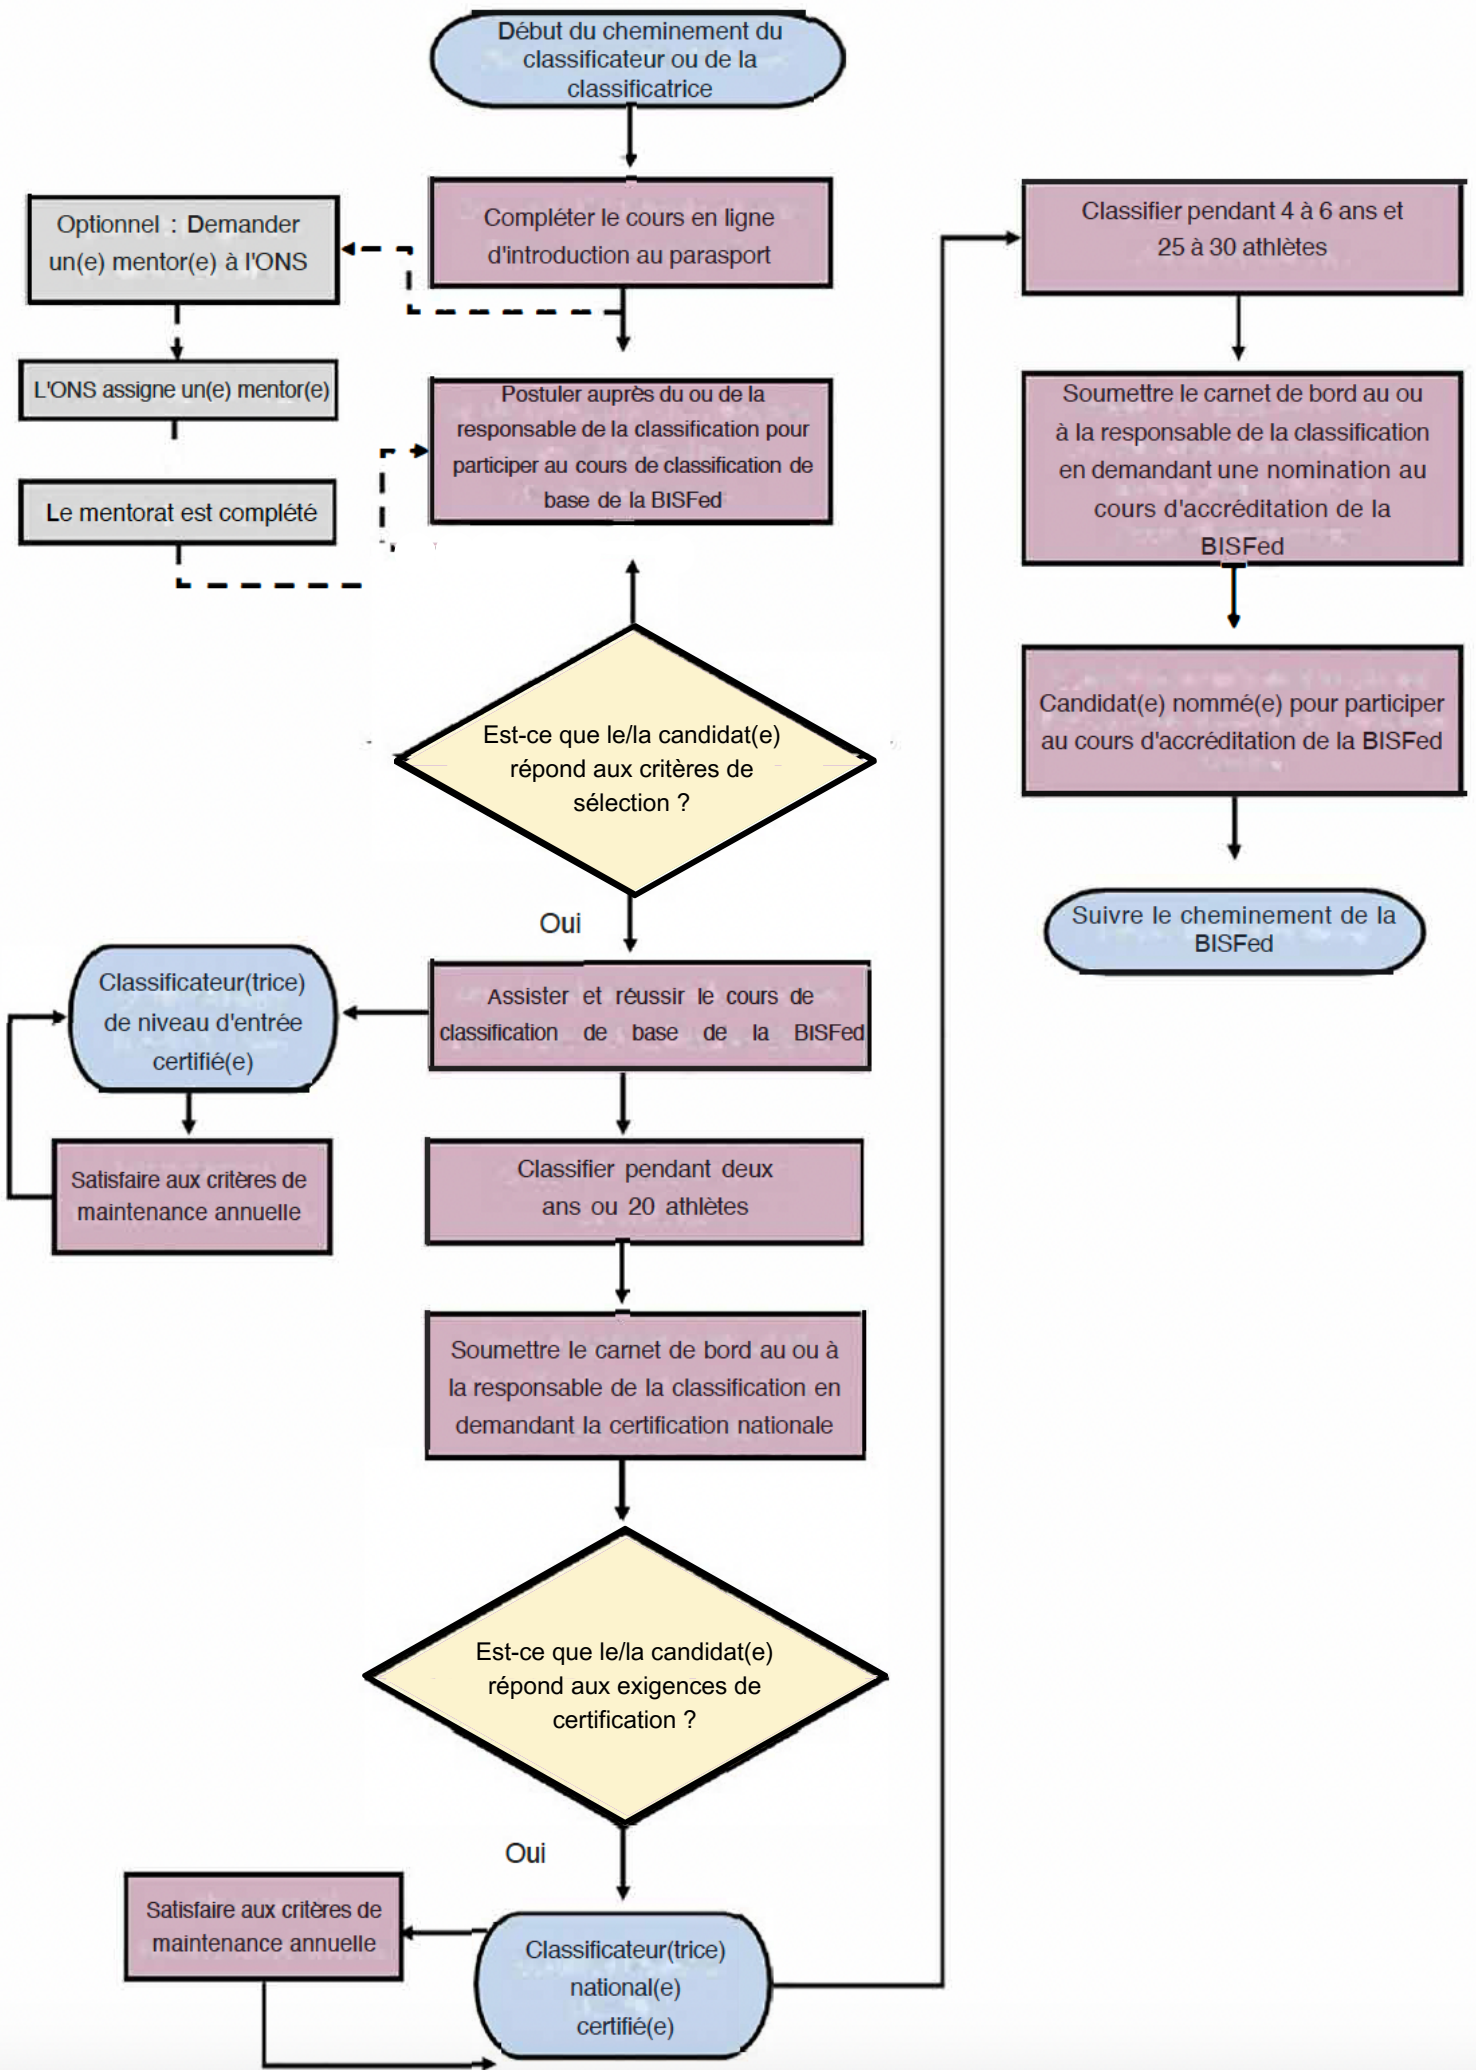 Début du cheminement du
classificateur ou de la
classificatrice
Compléter le cours en ligne
d'introduction au parasport
Optionnel : Demander
un(e) mentor(e) à l'ONS
L'ONS assigne un(e) mentor(e)
Le mentorat est complété
Postuler auprès du ou de la
responsable de la classification pour
participer au cours de classification de
base de la BISFed
Est-ce que le/la candidat(e)
répond aux critères de
sélection ?
Oui
Assister et réussir le cours de
classification de base de la BISFed
Classificateur(trice)
de niveau d'entrée
certifié(e)
Satisfaire aux critères de
maintenance annuelle
Classifier pendant deux
ans ou 20 athlètes
Soumettre le carnet de bord au ou à
la responsable de la classification en
demandant la certification nationale
Est-ce que le/la candidat(e)
répond aux exigences de
certification ?
Oui
Satisfaire aux critères de
maintenance annuelle
Classificateur(trice)
national(e)
certifié(e)
Classifier pendant 4 à 6 ans et
25 à 30 athlètes
Soumettre le carnet de bord au ou
à la responsable de la classification
en demandant une nomination au
cours d'accréditation de la
BISFed
Candidat(e) nommé(e) pour participer
au cours d'accréditation de la BISFed
Suivre le cheminement de la
BISFed